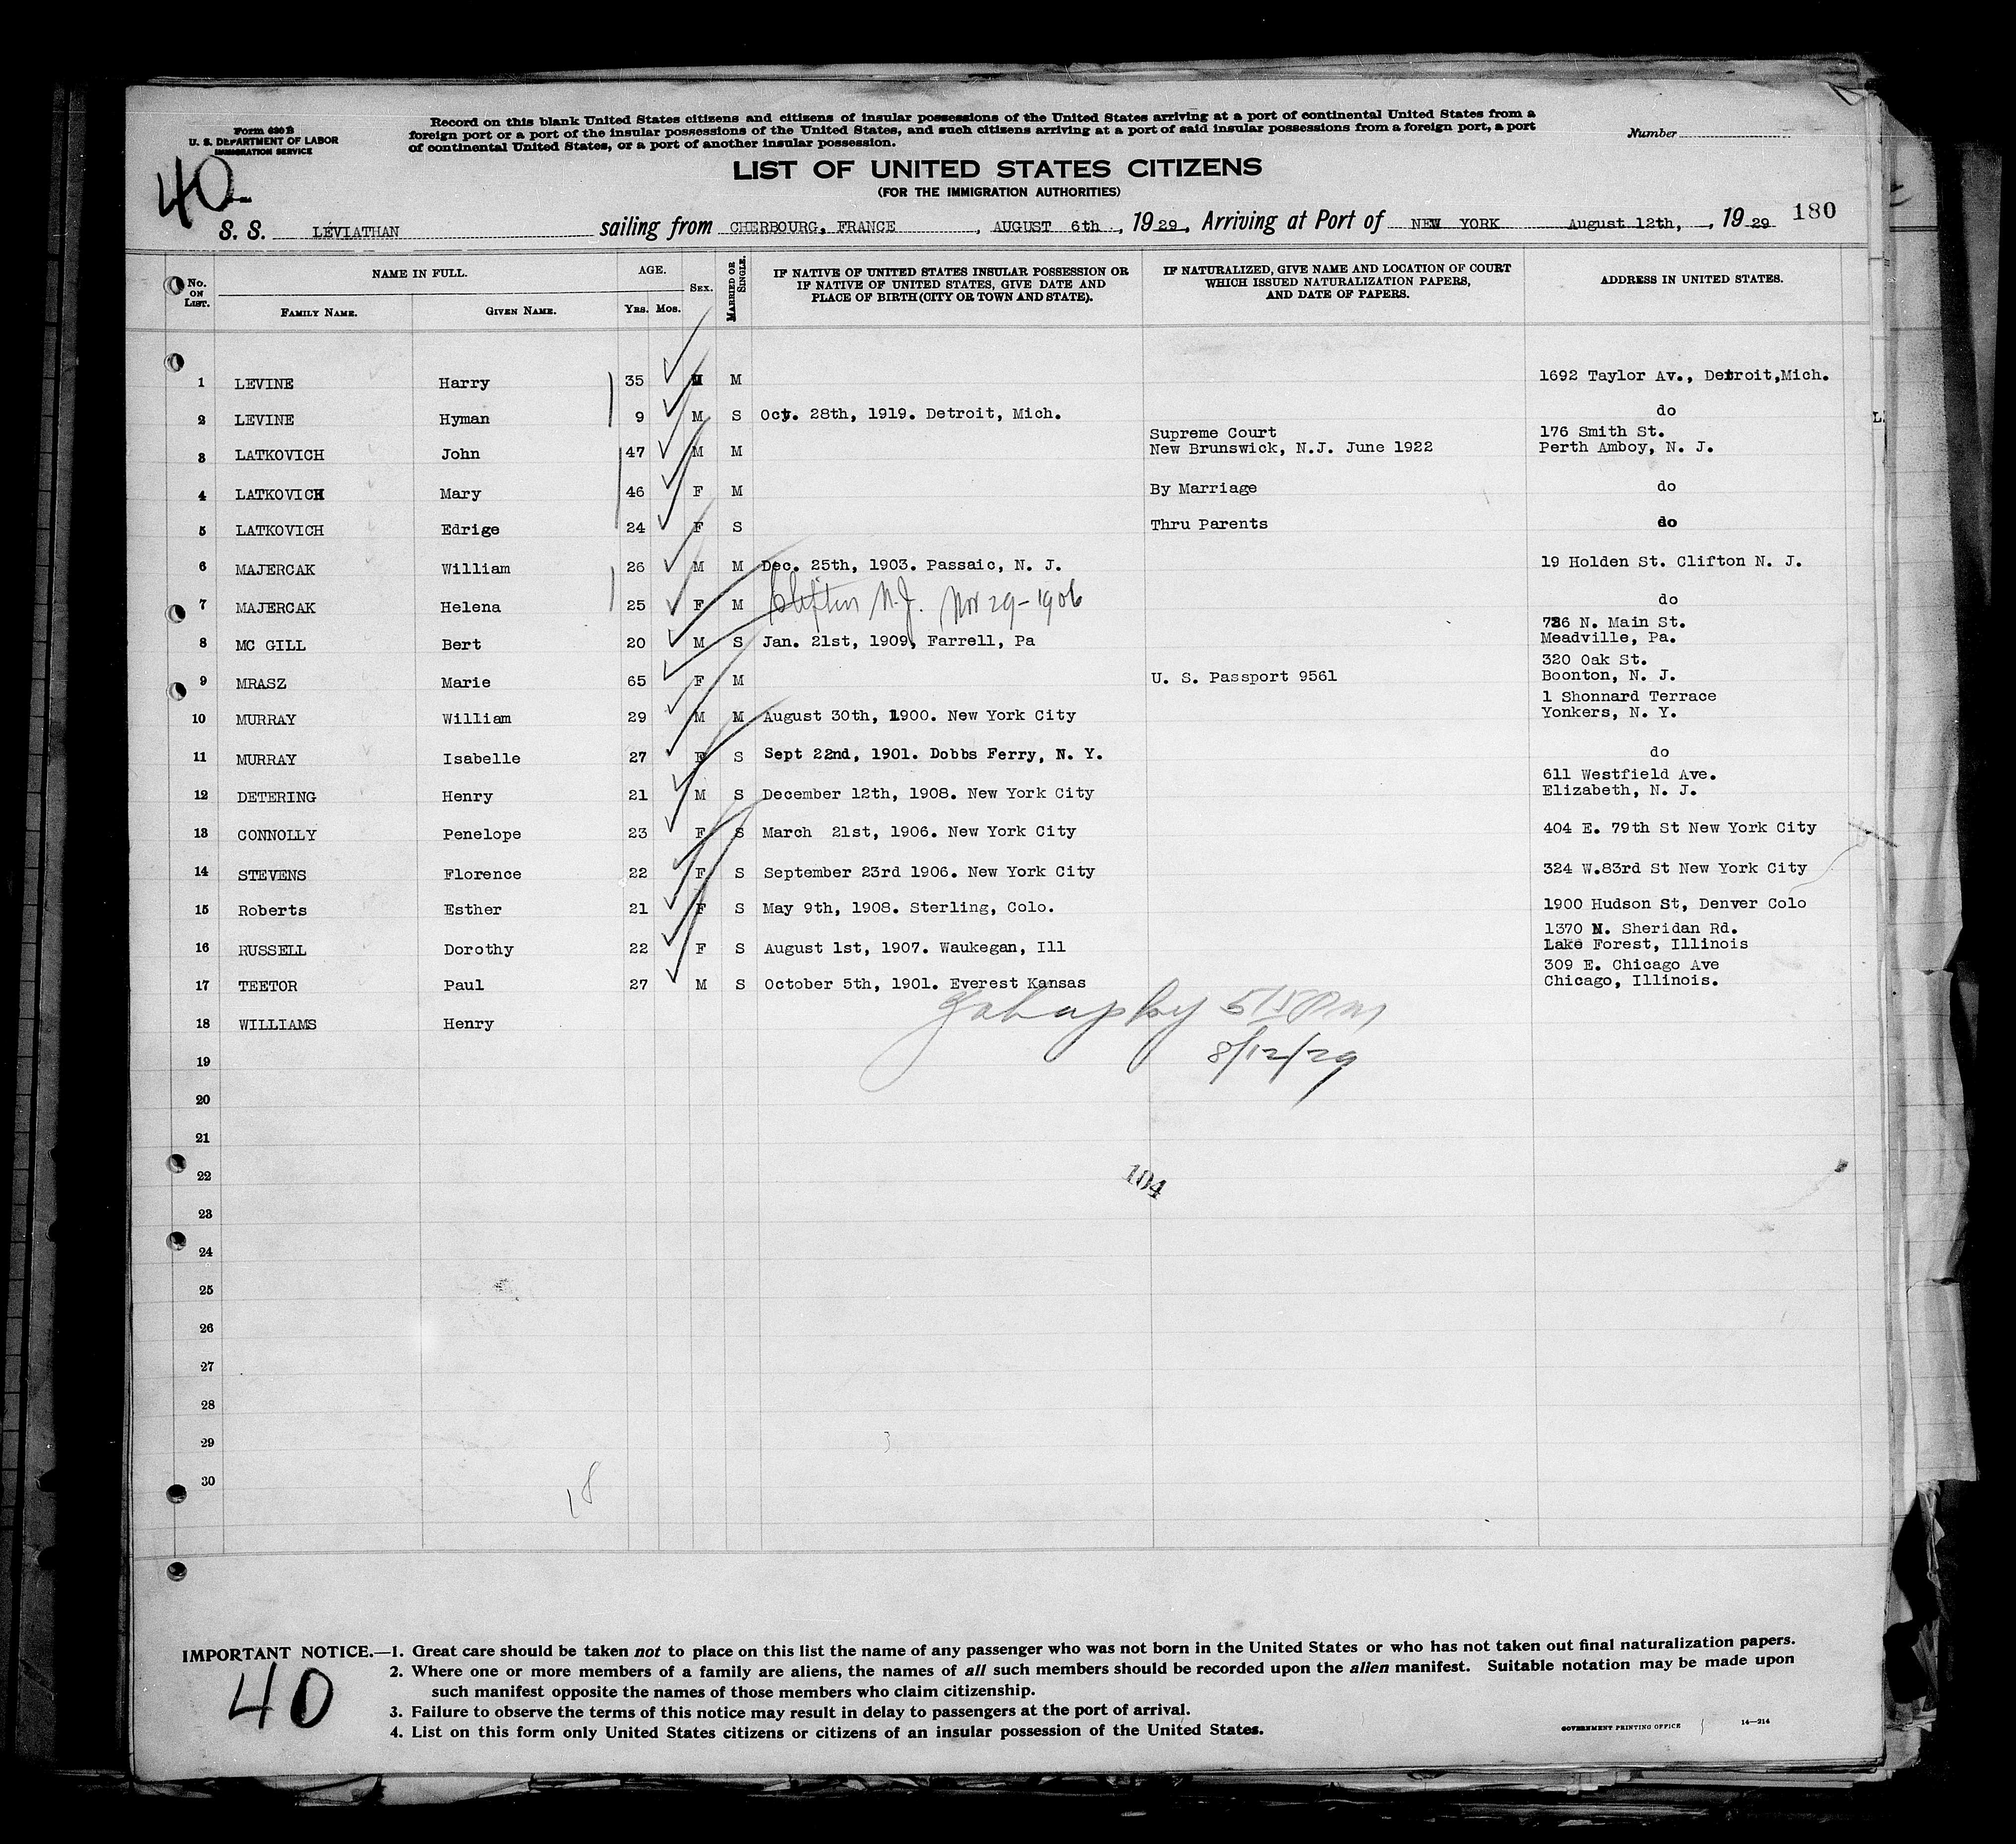 Form 630 B
U. S. DEPARTMENT OF LABOR
IMMIGRATION SERVICE
Record on this blank United States citizens and citizens of insular possessions of the United States arriving at a port of continental United States from a
foreign port or a port of the insular possessions of the United States, and such citizens arriving at a port of said insular possessions from a foreign port, a port
of continental United States, or a port of another insular possession.
Number
LIST OF UNITED STATES CITIZENS
(FOR THE IMMIGRATION AUTHORITIES)
40
S. S. LEVIATHAN sailing from CHERBOURG, FRANCE , AUGUST 6th , 19 29, Arriving at Port of NEW YORK August 12th, , 19 29 180
No. ON LIST. NAME IN FULL. FAMILY NAME. GIVEN NAME. AGE. YRS. MOS. SEX. MARRIED OR SINGLE. IF NATIVE OF UNITED STATES INSULAR POSSESSION OR IF NATIVE OF UNITED STATES, GIVE DATE AND PLACE OF BIRTH (CITY OR TOWN AND STATE). IF NATURALIZED, GIVE NAME AND LOCATION OF COURT WHICH ISSUED NATURALIZATION PAPERS, AND DATE OF PAPERS. ADDRESS IN UNITED STATES.
1 LEVINE Harry 35 M M 1692 Taylor Av., Detroit,Mich.
2 LEVINE Hyman 9 M S Oct. 28th, 1919. Detroit, Mich. do
3 LATKOVICH John 47 M M Supreme Court New Brunswick, N.J. June 1922 176 Smith St. Perth Amboy, N. J.
4 LATKOVICH Mary 46 F M By Marriage do
5 LATKOVICH Edrige 24 F S Thru Parents do
6 MAJERCAK William 26 M M Dec. 25th, 1903. Passaic, N. J. 19 Holden St. Clifton N. J.
7 MAJERCAK Helena 25 F M Clifton N.J. Nov 29-1906 do
8 MC GILL Bert 20 M S Jan. 21st, 1909, Farrell, Pa 786 N. Main St. Meadville, Pa.
9 MRASZ Marie 65 F M U. S. Passport 9561 320 Oak St. Boonton, N. J.
10 MURRAY William 29 M M August 30th, 1900. New York City 1 Shonnard Terrace Yonkers, N. Y.
11 MURRAY Isabelle 27 F S Sept 22nd, 1901. Dobbs Ferry, N. Y. do
12 DETERING Henry 21 M S December 12th, 1908. New York City 611 Westfield Ave. Elizabeth, N. J.
13 CONNOLLY Penelope 23 F S March 21st, 1906. New York City 404 E. 79th St New York City
14 STEVENS Florence 22 F S September 23rd 1906. New York City 324 W.83rd St New York City
15 Roberts Esther 21 F S May 9th, 1908. Sterling, Colo. 1900 Hudson St, Denver Colo
16 RUSSELL Dorothy 22 F S August 1st, 1907. Waukegan, Ill 1370 N. Sheridan Rd. Lake Forest, Illinois
17 TEETOR Paul 27 M S October 5th, 1901. Everest Kansas 309 E. Chicago Ave Chicago, Illinois.
18 WILLIAMS Henry
8/12/29
19
20
21
22
104
23
24
25
26
27
28
29
30
18
IMPORTANT NOTICE.—1. Great care should be taken not to place on this list the name of any passenger who was not born in the United States or who has not taken out final naturalization papers.
2. Where one or more members of a family are aliens, the names of all such members should be recorded upon the alien manifest. Suitable notation may be made upon
such manifest opposite the names of those members who claim citizenship.
3. Failure to observe the terms of this notice may result in delay to passengers at the port of arrival.
4. List on this form only United States citizens or citizens of an insular possession of the United States.
40
GOVERNMENT PRINTING OFFICE 14—214